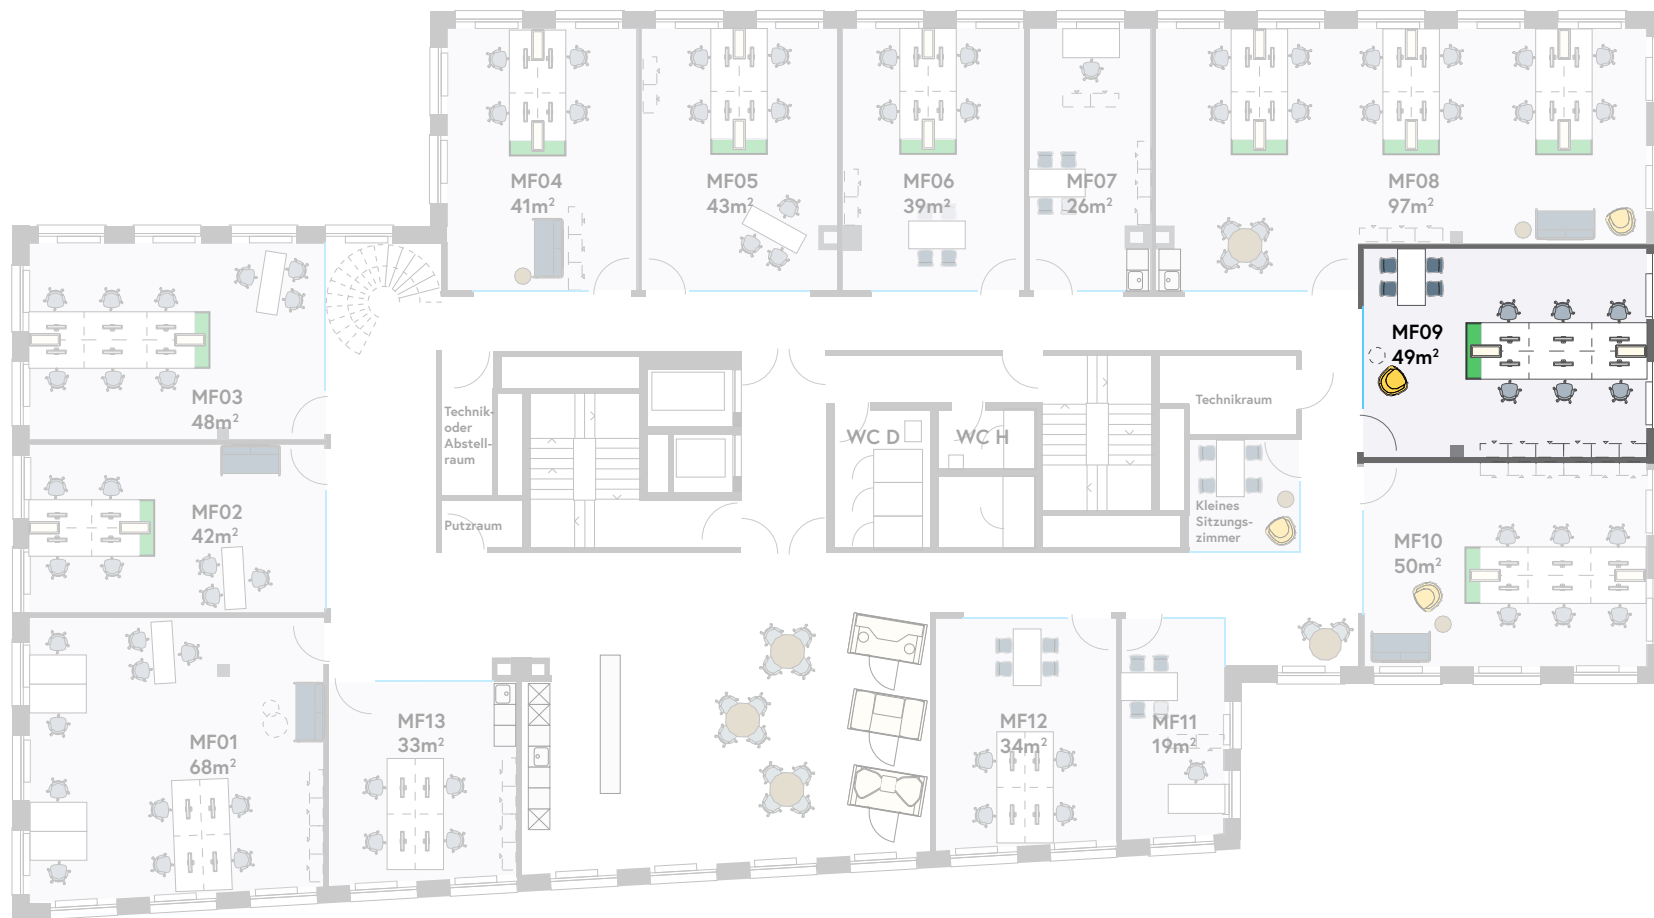 MF04
41m²
MF05
43m²
MF06
39m²
MF07
26m²
MF08
97m²
MF09
49m²
MF03
48m²
Technik-
oder
Abstell-
raum
WC D
WC H
Technikraum
MF02
42m²
Putzraum
Kleines
Sitzungs-
zimmer
MF10
50m²
MF01
68m²
MF13
33m²
MF12
34m²
MF11
19m²